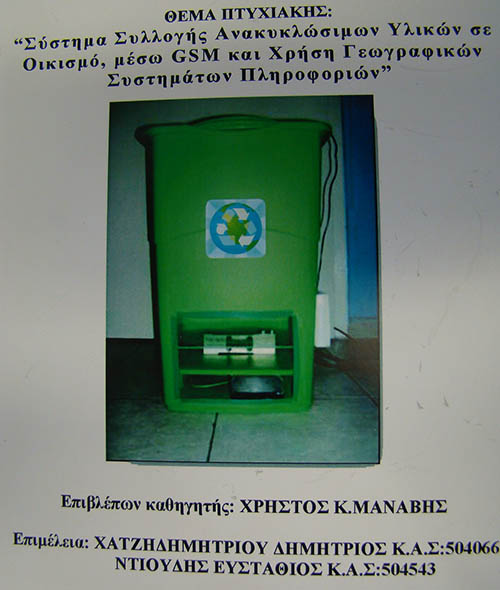 ΘΕΜΑ ΠΤΥΧΙΑΚΗΣ:
“Σύστημα Συλλογής Ανακυκλώσιμων Υλικών σε
Οικισμό, μέσω GSM και Χρήση Γεωγραφικών
Συστημάτων Πληροφοριών”
Επιβλέπων καθηγητής: ΧΡΗΣΤΟΣ Κ.ΜΑΝΑΒΗΣ
Επιμέλεια: ΧΑΤΖΗΔΗΜΗΤΡΙΟΥ ΔΗΜΗΤΡΙΟΣ Κ.Α.Σ:504066
ΝΤΙΟΥΔΗΣ ΕΥΣΤΑΘΙΟΣ Κ.Α.Σ:504543